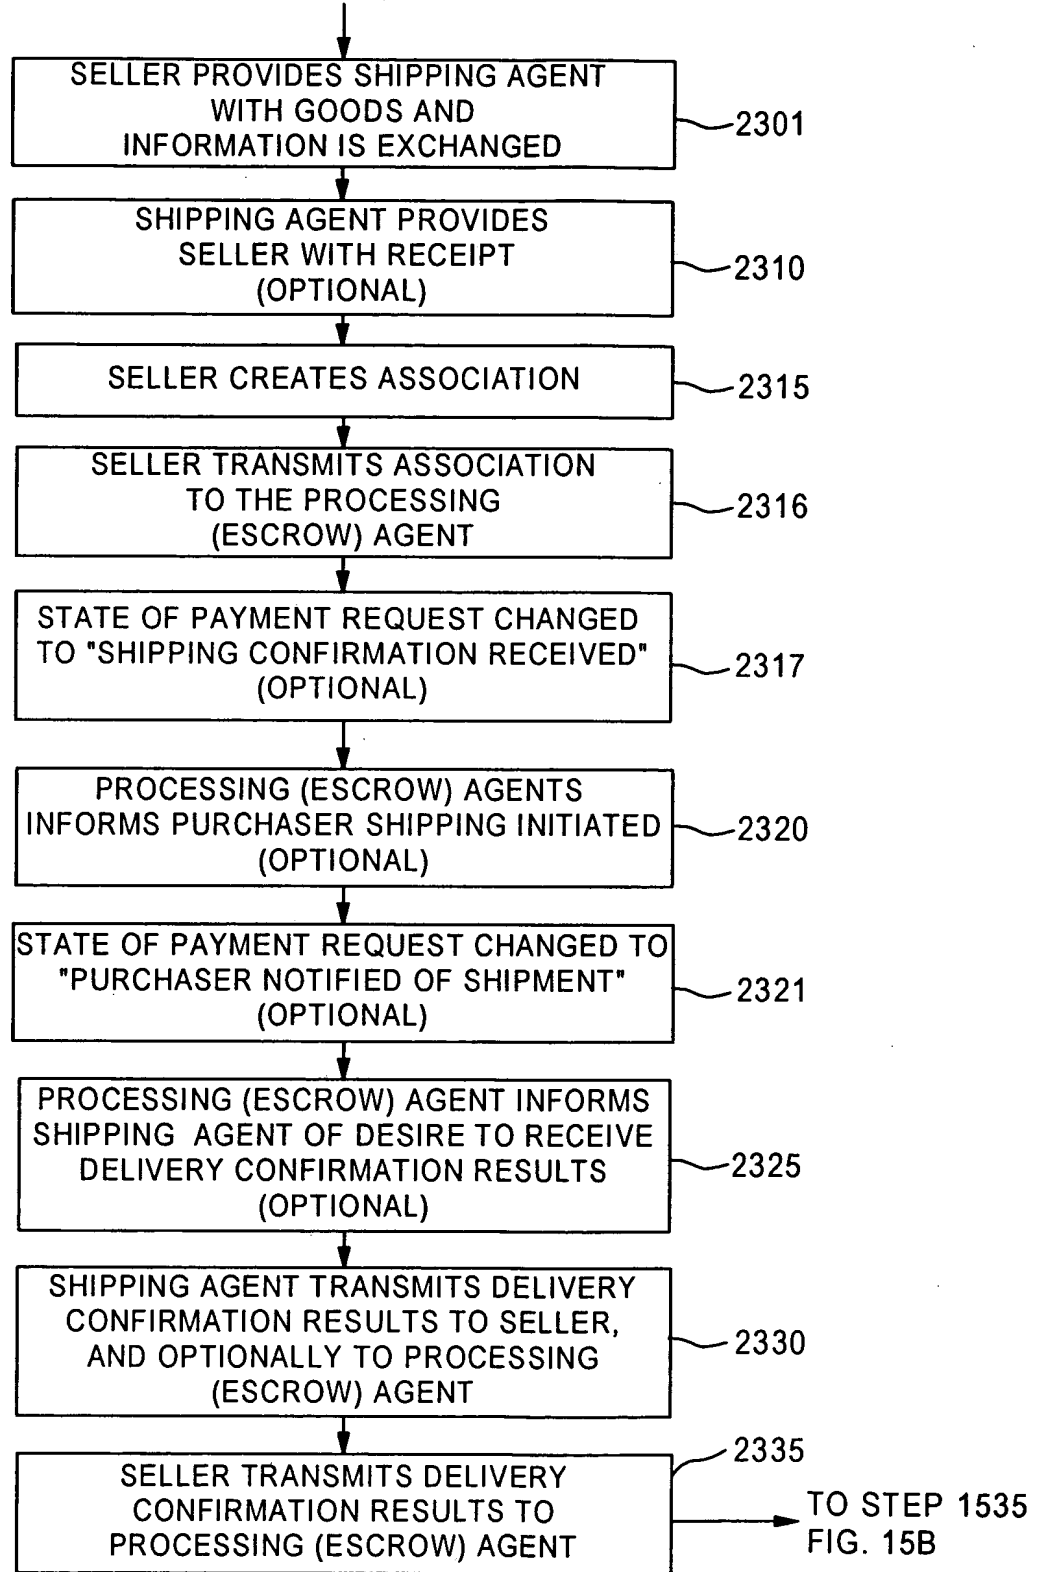 SELLER PROVIDES SHIPPING AGENT
WITH GOODS AND
INFORMATION IS EXCHANGED
2301
SHIPPING AGENT PROVIDES
SELLER WITH RECEIPT
(OPTIONAL)
2310
SELLER CREATES ASSOCIATION
2315
SELLER TRANSMITS ASSOCIATION
TO THE PROCESSING
(ESCROW) AGENT
2316
STATE OF PAYMENT REQUEST CHANGED
TO "SHIPPING CONFIRMATION RECEIVED"
(OPTIONAL)
2317
PROCESSING (ESCROW) AGENTS
INFORMS PURCHASER SHIPPING INITIATED
(OPTIONAL)
2320
STATE OF PAYMENT REQUEST CHANGED TO
"PURCHASER NOTIFIED OF SHIPMENT"
(OPTIONAL)
2321
PROCESSING (ESCROW) AGENT INFORMS
SHIPPING AGENT OF DESIRE TO RECEIVE
DELIVERY CONFIRMATION RESULTS
(OPTIONAL)
2325
SHIPPING AGENT TRANSMITS DELIVERY
CONFIRMATION RESULTS TO SELLER,
AND OPTIONALLY TO PROCESSING
(ESCROW) AGENT
2330
SELLER TRANSMITS DELIVERY
CONFIRMATION RESULTS TO
PROCESSING (ESCROW) AGENT
2335
TO STEP 1535
FIG. 15B